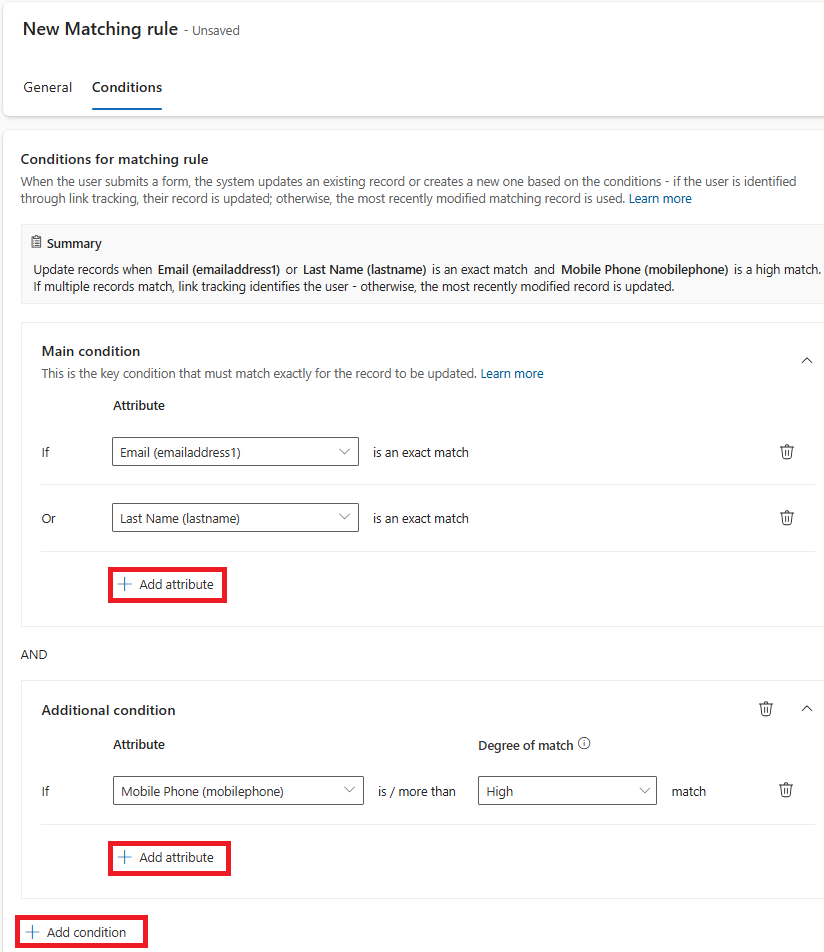 New Matching rule - Unsaved
General Conditions
Conditions for matching rule
When the user submits a form, the system updates an existing record or creates a new one based on the conditions - if the user is identified
through link tracking, their record is updated; otherwise, the most recently modified matching record is used. Learn more
Summary
Update records when Email (emailaddress1) or Last Name (lastname) is an exact match and Mobile Phone (mobilephone) is a high match.
If multiple records match, link tracking identifies the user - otherwise, the most recently modified record is updated.
Main condition
This is the key condition that must match exactly for the record to be updated. Learn more
Attribute
If Email (emailaddress1) is an exact match
Or Last Name (lastname) is an exact match
+ Add attribute
AND
Additional condition
Attribute Degree of match
If Mobile Phone (mobilephone) is / more than High match
+ Add attribute
+ Add condition